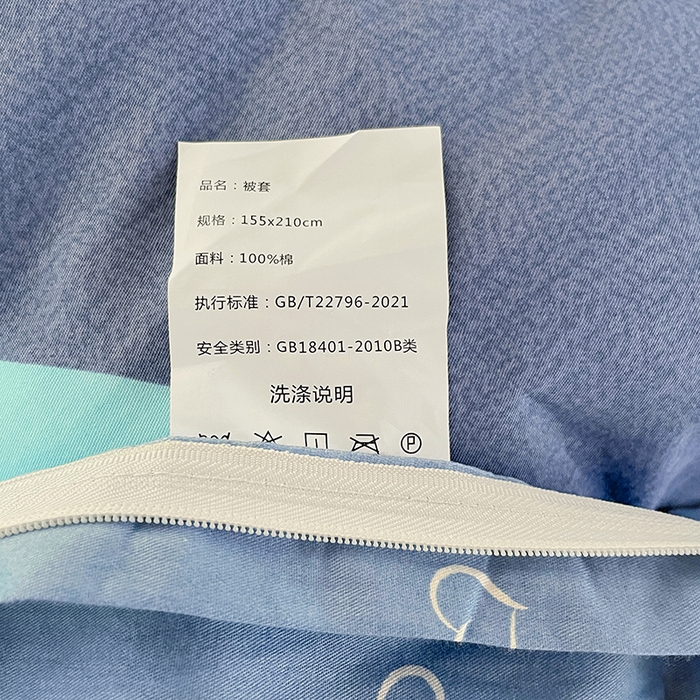 品名：被套
规格：155x210cm
面料：100%棉
执行标准：GB/T22796-2021
安全类别：GB18401-2010B类
洗涤说明
P